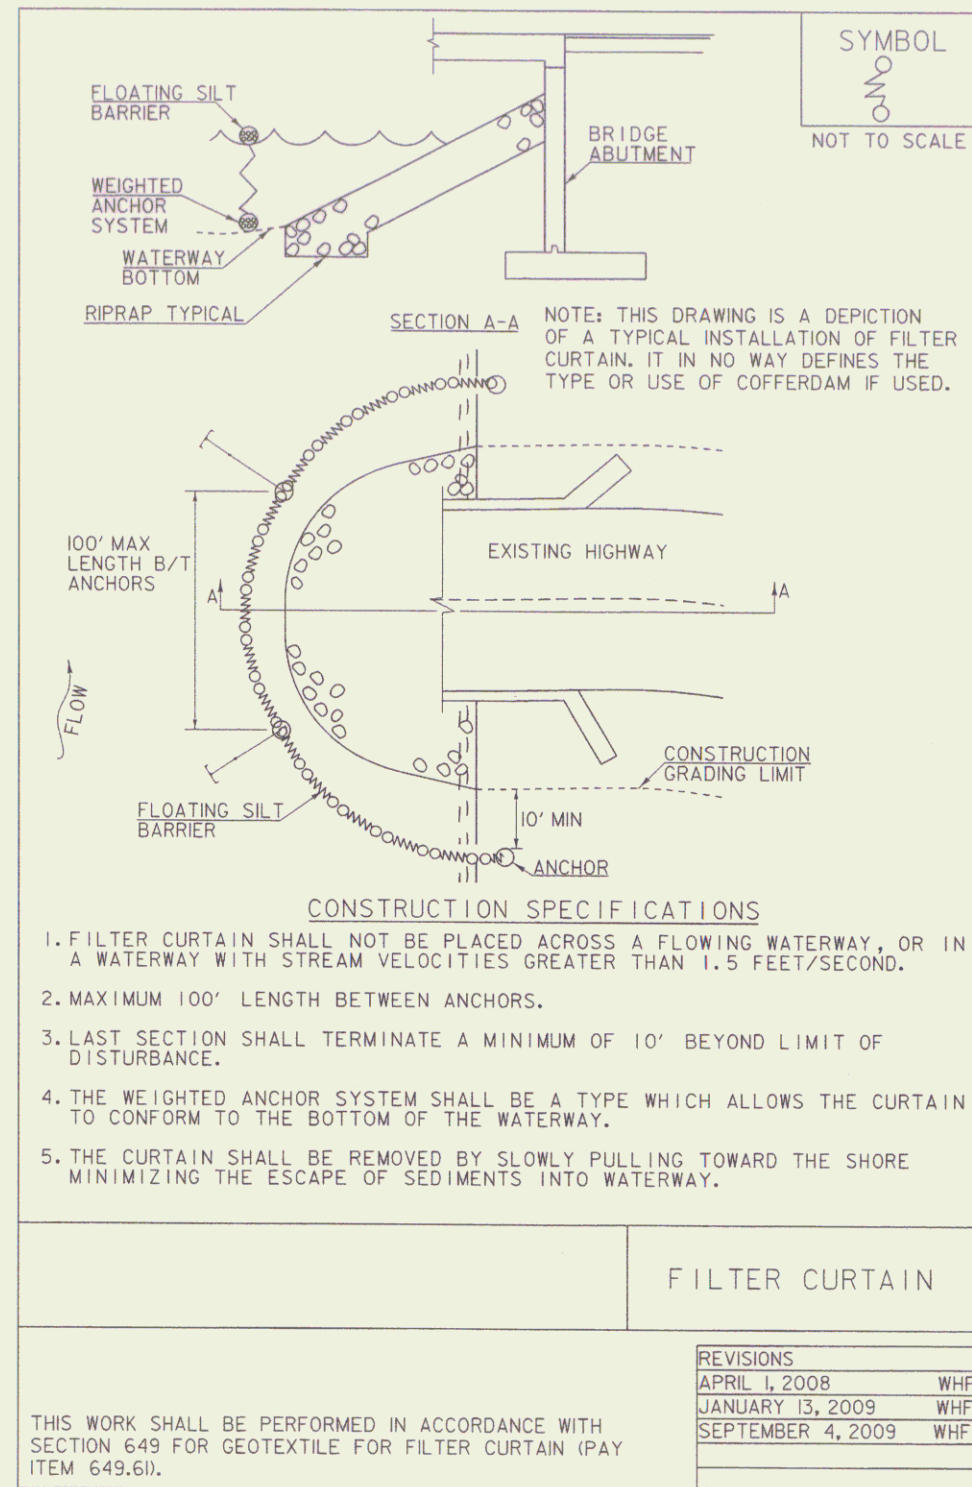 SYMBOL
NOT TO SCALE
FLOATING SILT
BARRIER
WEIGHTED
ANCHOR
SYSTEM
WATERWAY
BOTTOM
RIPRAP TYPICAL
BRIDGE
ABUTMENT
SECTION A-A
NOTE: THIS DRAWING IS A DEPICTION
OF A TYPICAL INSTALLATION OF FILTER
CURTAIN. IT IN NO WAY DEFINES THE
TYPE OR USE OF COFFERDAM IF USED.
100' MAX
LENGTH B/T
ANCHORS
EXISTING HIGHWAY
A
A
FLOW
CONSTRUCTION
GRADING LIMIT
FLOATING SILT
BARRIER
10' MIN
ANCHOR
CONSTRUCTION SPECIFICATIONS
1. FILTER CURTAIN SHALL NOT BE PLACED ACROSS A FLOWING WATERWAY, OR IN
A WATERWAY WITH STREAM VELOCITIES GREATER THAN 1.5 FEET/SECOND.
2. MAXIMUM 100' LENGTH BETWEEN ANCHORS.
3. LAST SECTION SHALL TERMINATE A MINIMUM OF 10' BEYOND LIMIT OF
DISTURBANCE.
4. THE WEIGHTED ANCHOR SYSTEM SHALL BE A TYPE WHICH ALLOWS THE CURTAIN
TO CONFORM TO THE BOTTOM OF THE WATERWAY.
5. THE CURTAIN SHALL BE REMOVED BY SLOWLY PULLING TOWARD THE SHORE
MINIMIZING THE ESCAPE OF SEDIMENTS INTO WATERWAY.
FILTER CURTAIN
THIS WORK SHALL BE PERFORMED IN ACCORDANCE WITH
SECTION 649 FOR GEOTEXTILE FOR FILTER CURTAIN (PAY
ITEM 649.61).
REVISIONS
APRIL 1, 2008 WHF
JANUARY 13, 2009 WHF
SEPTEMBER 4, 2009 WHF